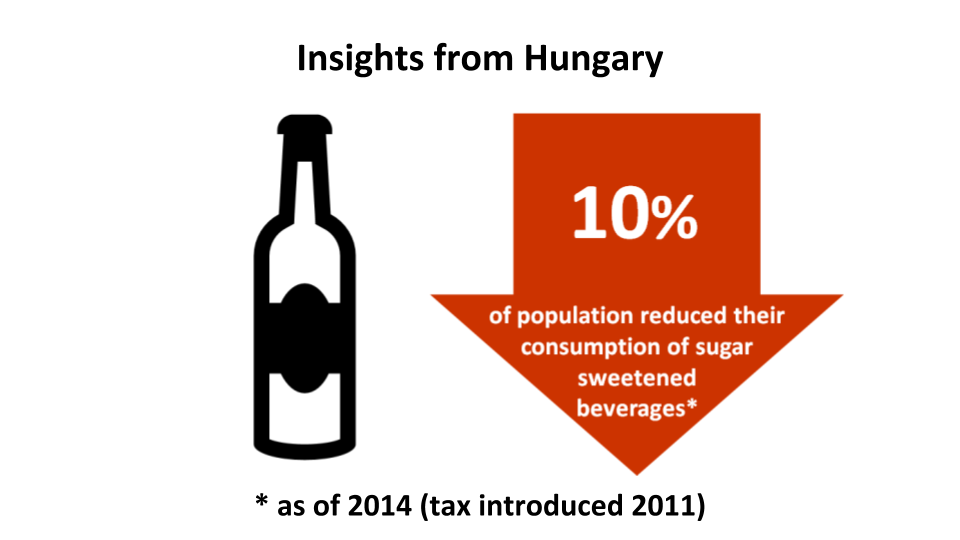 Insights from Hungary
10%
of population reduced their
consumption of sugar
sweetened
beverages*
* as of 2014 (tax introduced 2011)